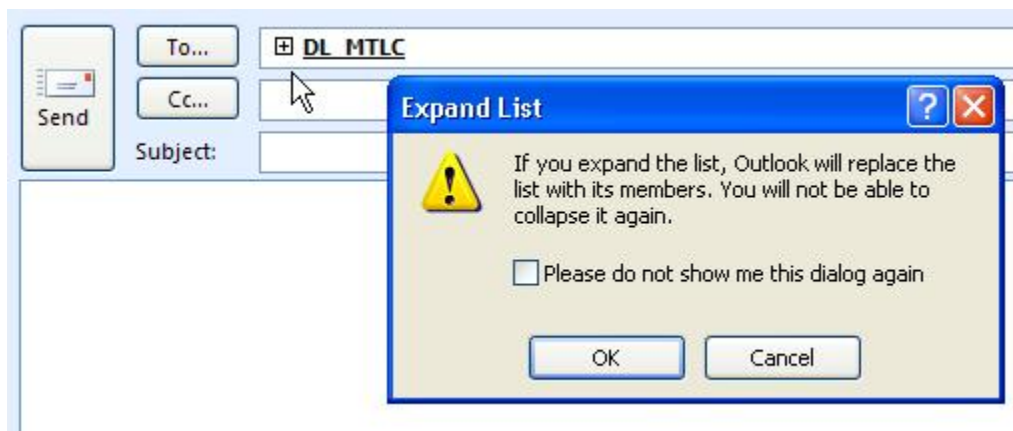 To...
DL MTLC
Cc...
Send
Subject:
Expand List
If you expand the list, Outlook will replace the
list with its members. You will not be able to
collapse it again.
Please do not show me this dialog again
OK
Cancel